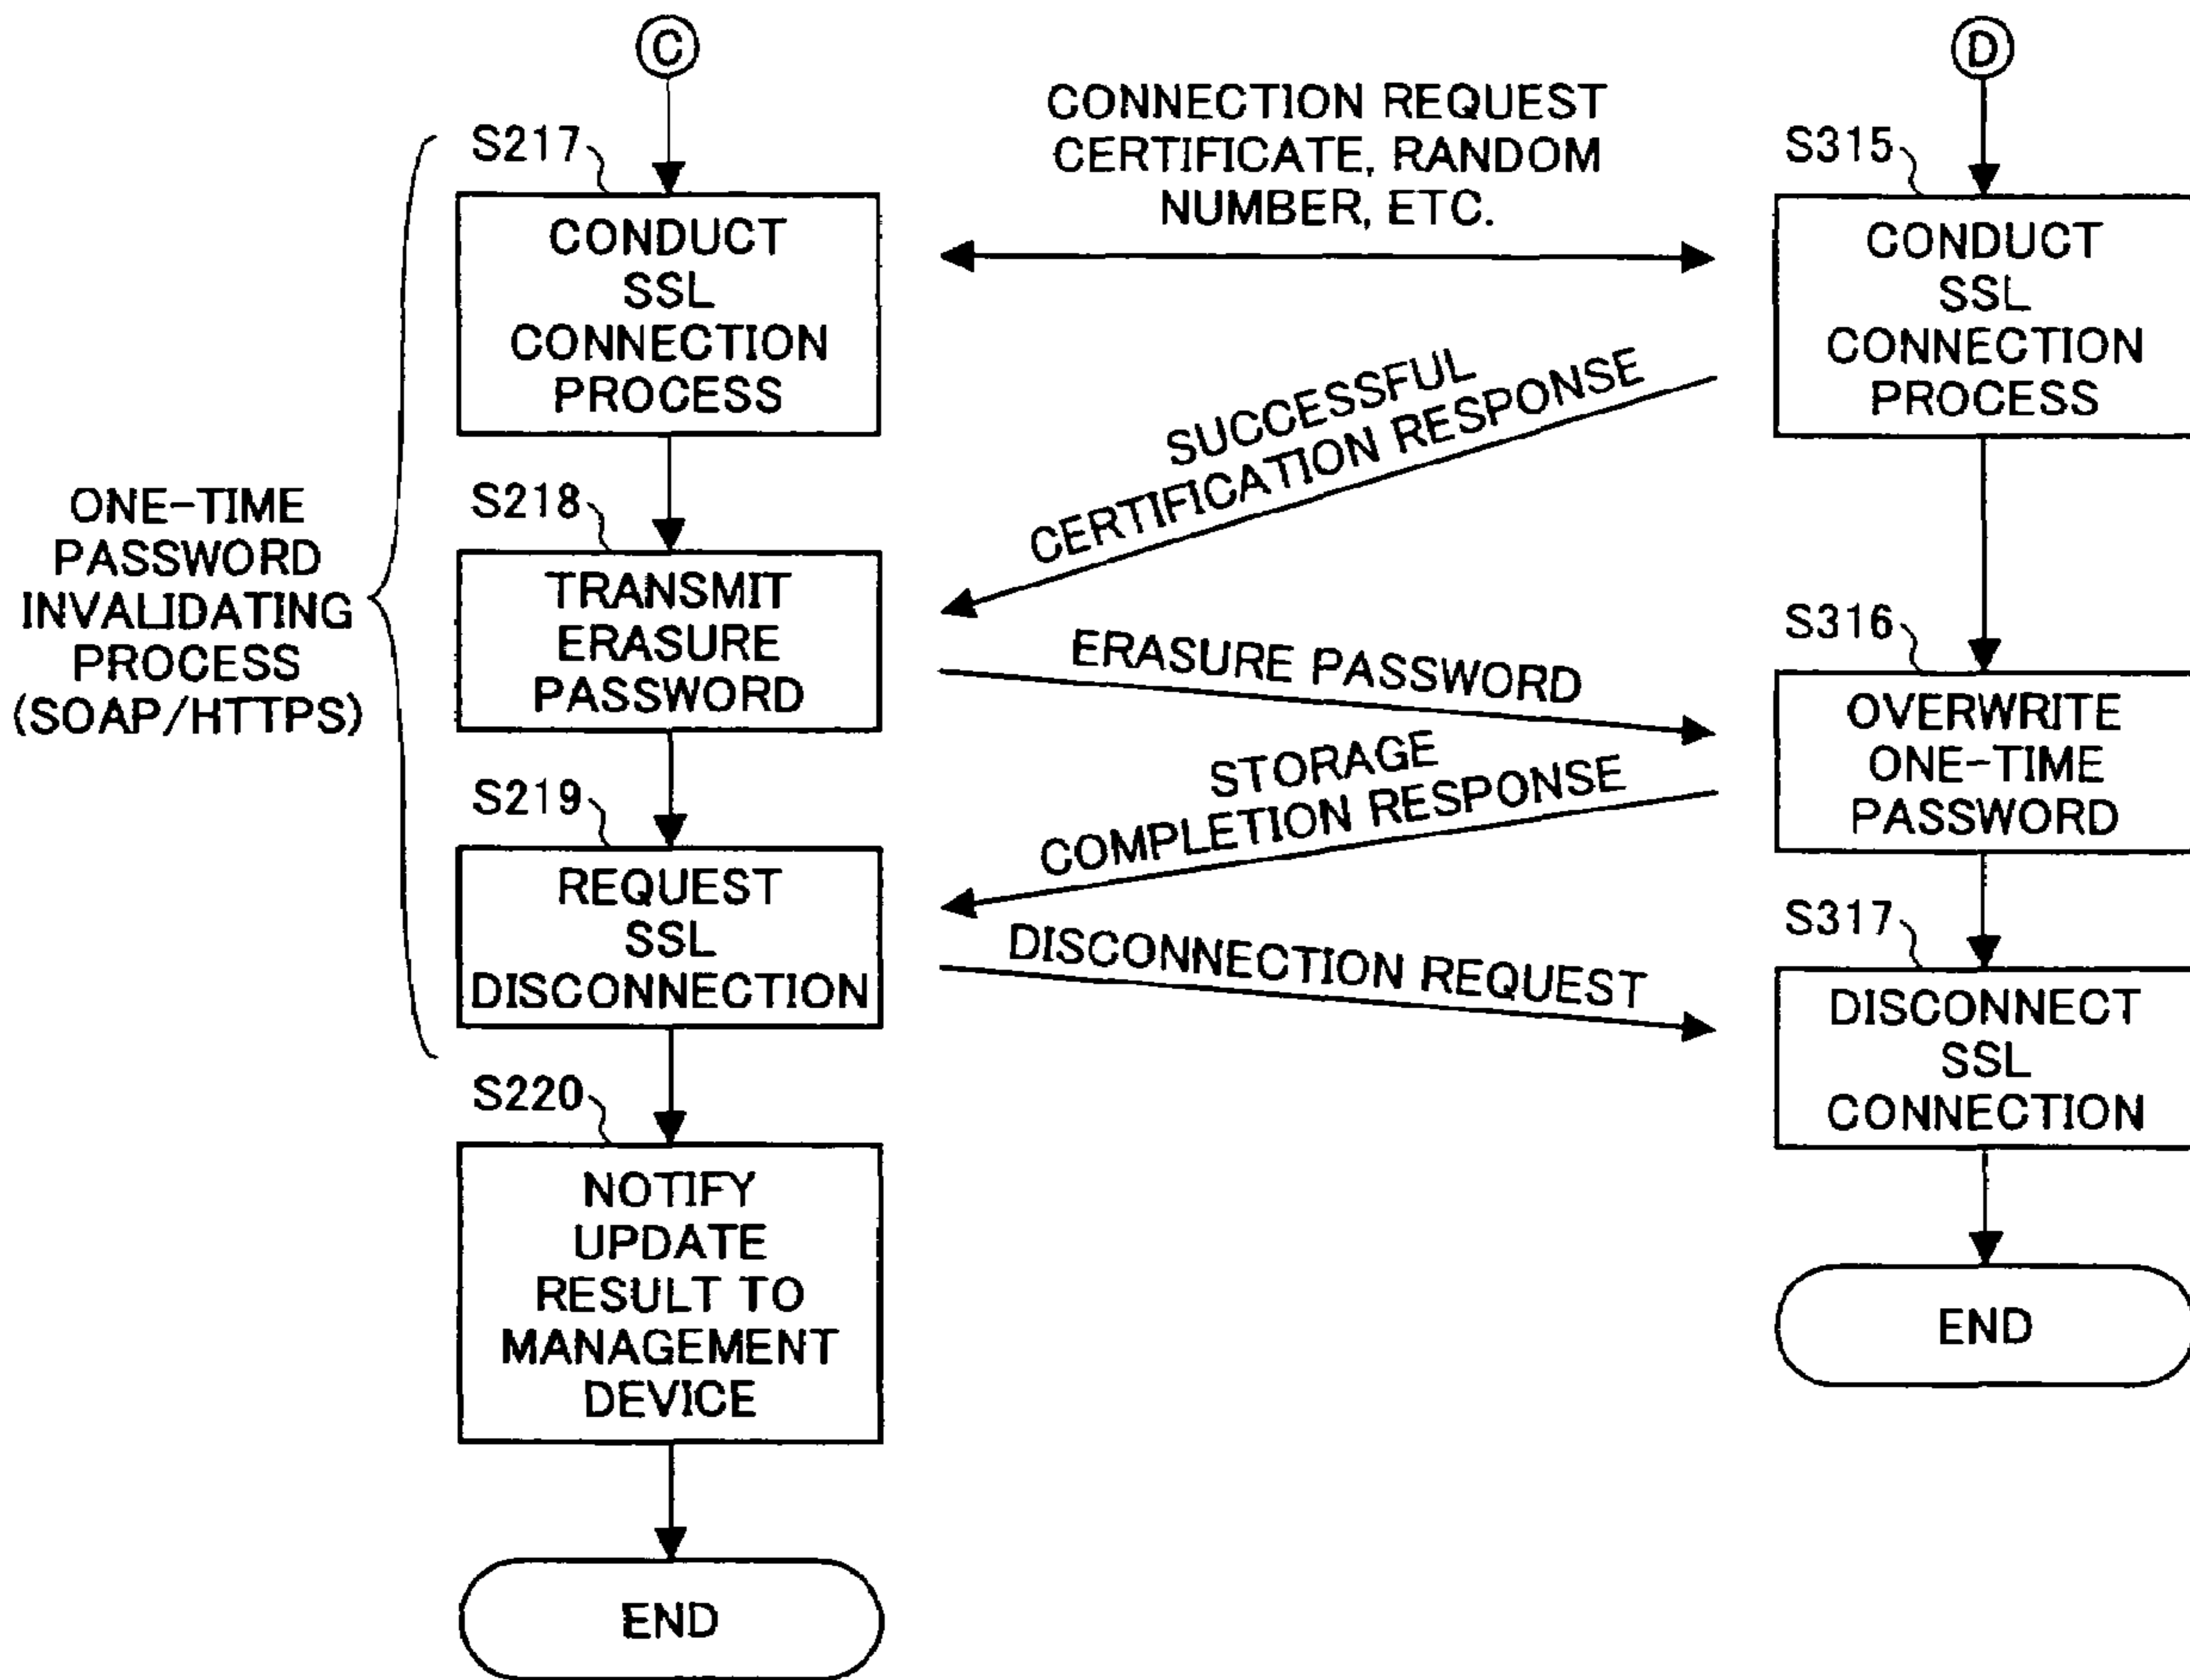 C
D
CONNECTION REQUEST
CERTIFICATE, RANDOM
NUMBER, ETC.
S217
CONDUCT
SSL
CONNECTION
PROCESS
S315
CONDUCT
SSL
CONNECTION
PROCESS
SUCCESSFUL
CERTIFICATION RESPONSE
ONE-TIME
PASSWORD
INVALIDATING
PROCESS
(SOAP/HTTPS)
S218
TRANSMIT
ERASURE
PASSWORD
ERASURE PASSWORD
S316
OVERWRITE
ONE-TIME
PASSWORD
STORAGE
COMPLETION RESPONSE
S219
REQUEST
SSL
DISCONNECTION
DISCONNECTION REQUEST
S317
DISCONNECT
SSL
CONNECTION
S220
NOTIFY
UPDATE
RESULT TO
MANAGEMENT
DEVICE
END
END